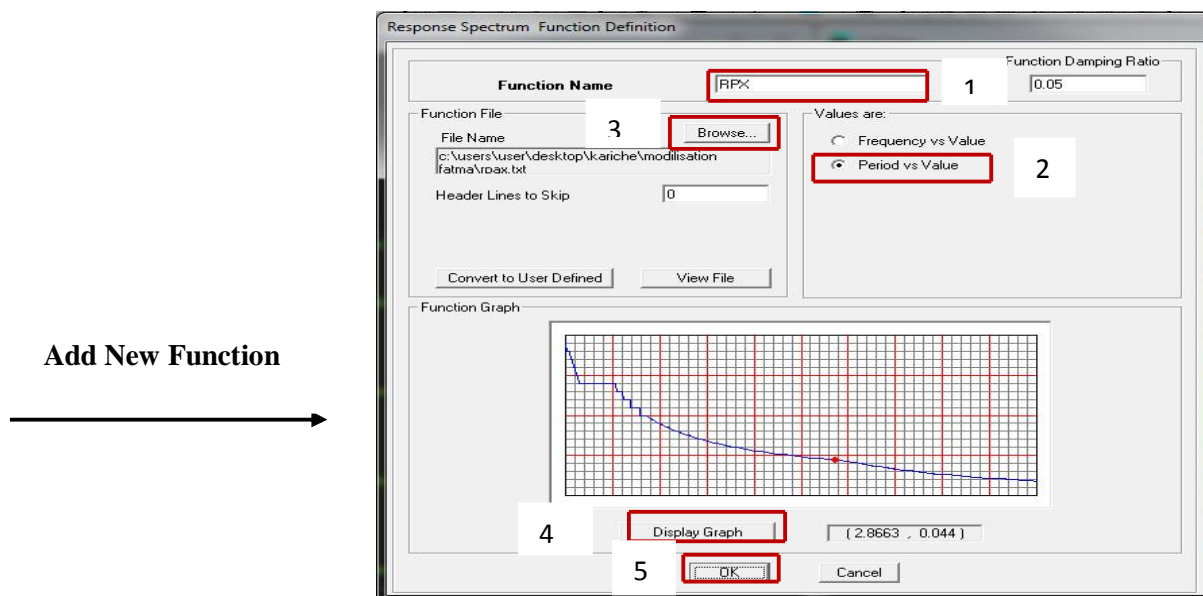 Response Spectrum Function Definition
Function Damping Ratio
Function Name
RPX
1
0.05
Function File
3
Values are:
File Name
Browse...
Frequency vs Value
c:\users\user\desktop\kariche\modilisation
fatma\rpax.txt
Period vs Value
2
Header Lines to Skip
0
Convert to User Defined
View File
Function Graph
Add New Function
4
Display Graph
(2.8663 , 0.044)
5
OK
Cancel